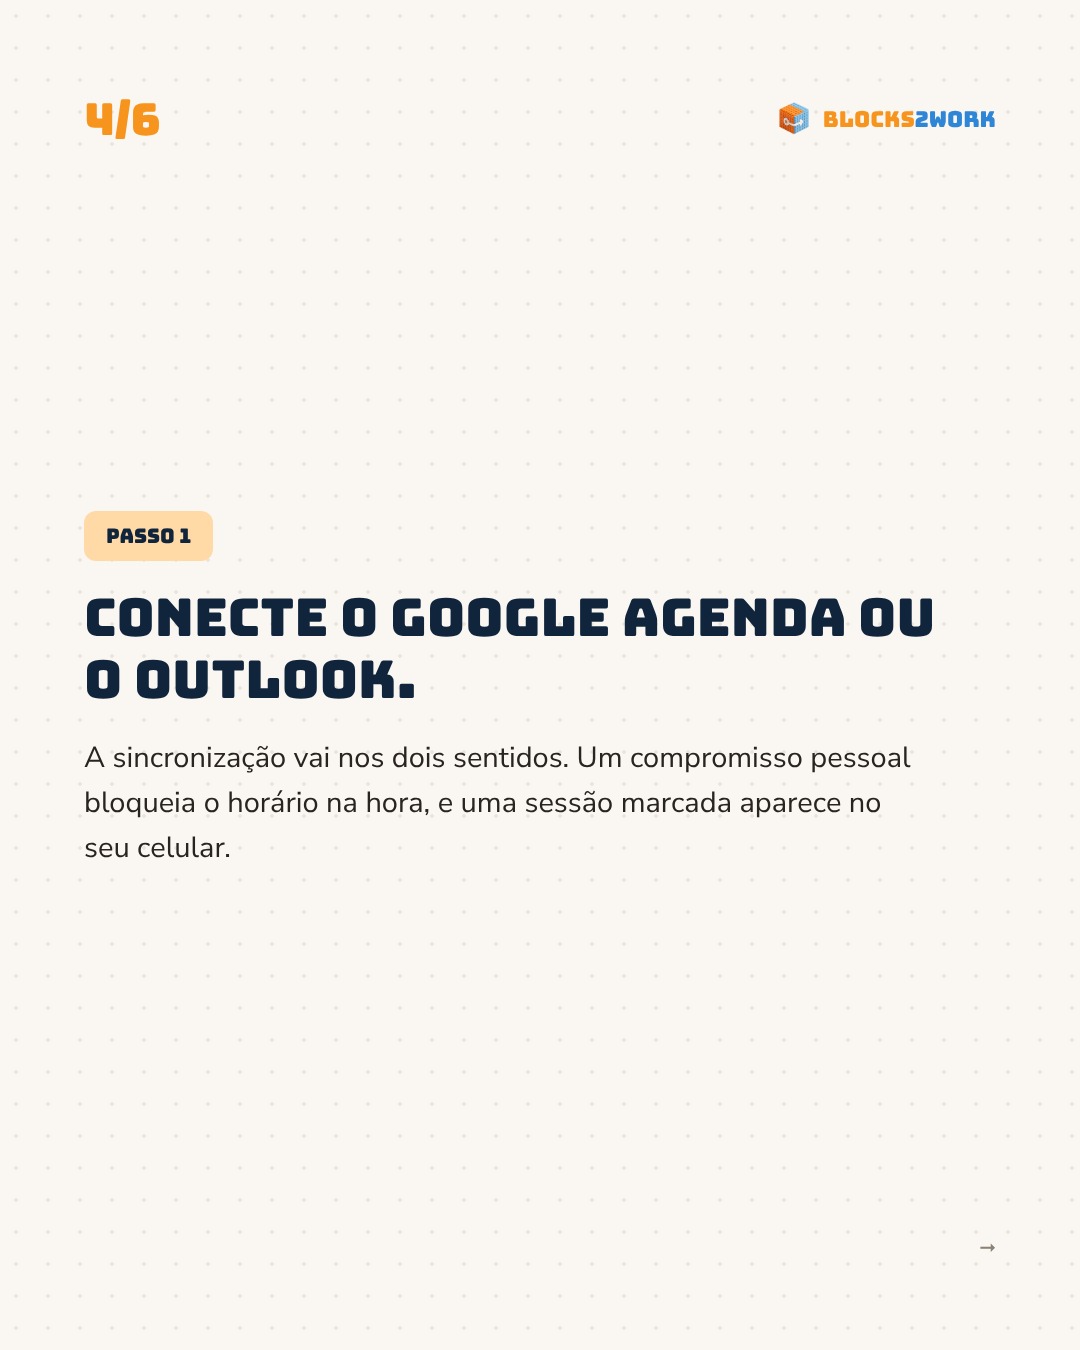 4/6
BLOCKS2WORK
PASSO 1
CONECTE O GOOGLE AGENDA OU
O OUTLOOK.
A sincronização vai nos dois sentidos. Um compromisso pessoal
bloqueia o horário na hora, e uma sessão marcada aparece no
seu celular.
→